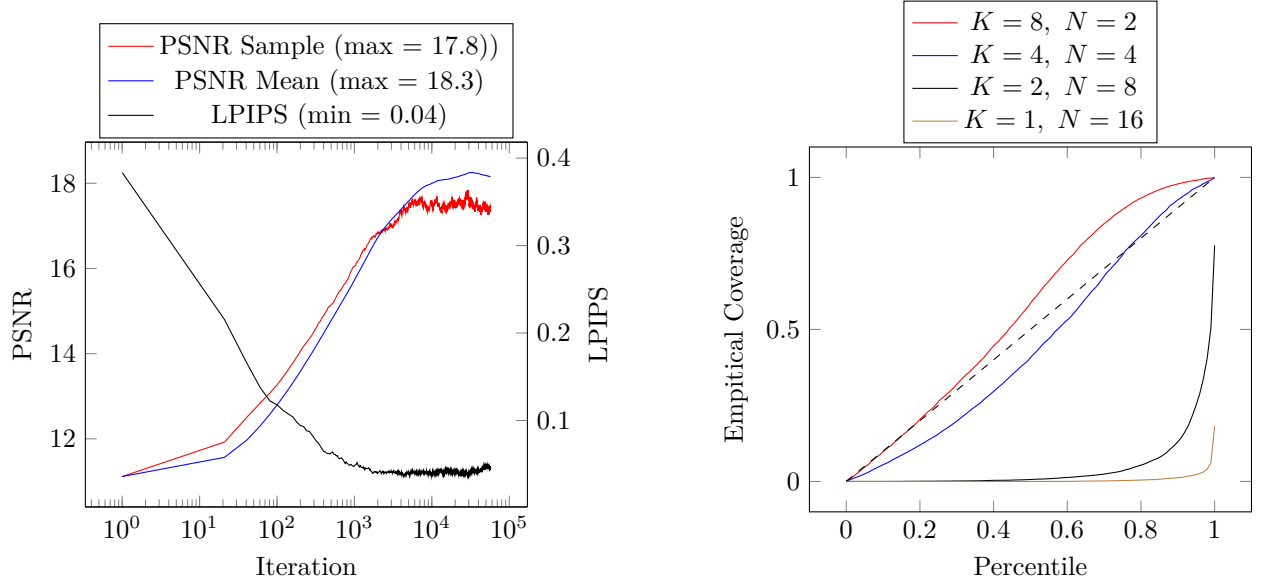 PSNR Sample (max = 17.8))
PSNR Mean (max = 18.3)
LPIPS (min = 0.04)
18
16
14
12
PSNR
0.4
0.3
0.2
0.1
LPIPS
10^0 10^1 10^2 10^3 10^4 10^5
Iteration
K = 8, N = 2
K = 4, N = 4
K = 2, N = 8
K = 1, N = 16
1
0.5
0
Empitical Coverage
0 0.2 0.4 0.6 0.8 1
Percentile